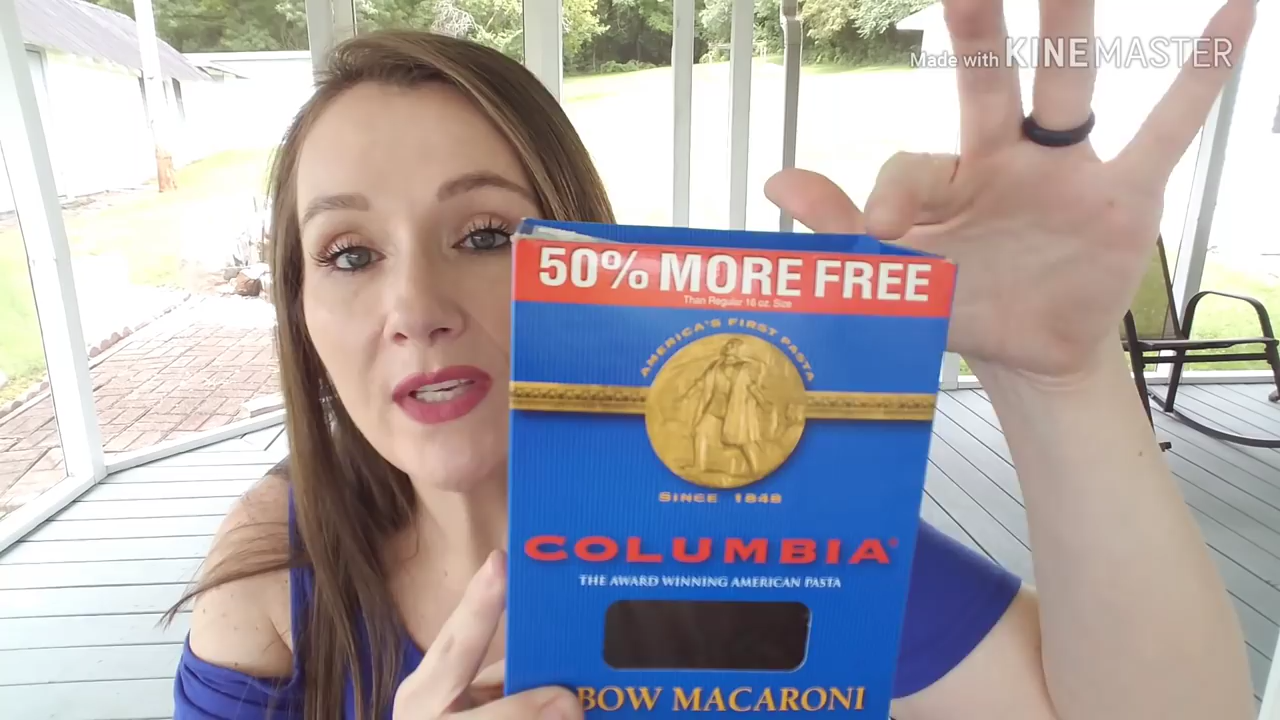 Made with KINEMASTER
50% MORE FREE
Than Regular 16 oz. Size
AMERICA'S FIRST PASTA
SINCE 1848
COLUMBIA®
THE AWARD WINNING AMERICAN PASTA
BOW MACARONI